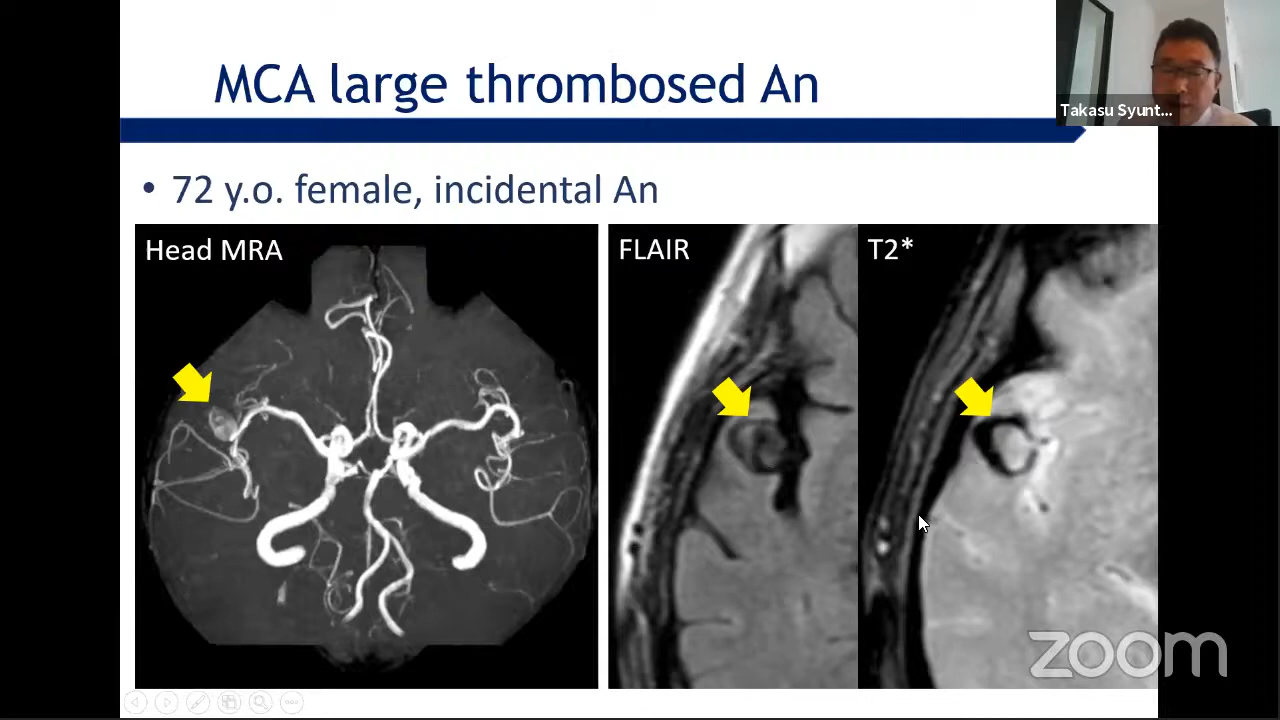 MCA large thrombosed An
Takasu Syunt...
• 72 y.o. female, incidental An
Head MRA
FLAIR
T2*
zoom